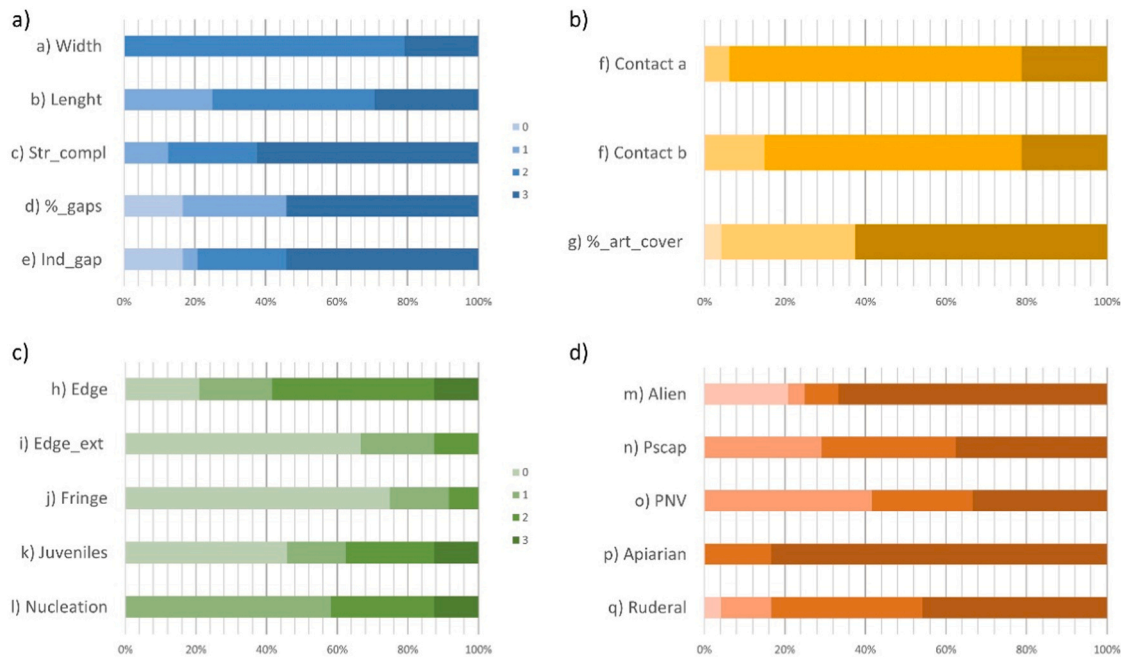 a)
a) Width
b) Lenght
c) Str_compl
d) %_gaps
e) Ind_gap
0% 20% 40% 60% 80% 100%
0
1
2
3
b)
f) Contact a
f) Contact b
g) %_art_cover
0% 20% 40% 60% 80% 100%
c)
h) Edge
i) Edge_ext
j) Fringe
k) Juveniles
l) Nucleation
0% 20% 40% 60% 80% 100%
0
1
2
3
d)
m) Alien
n) Pscap
o) PNV
p) Apiarian
q) Ruderal
0% 20% 40% 60% 80% 100%